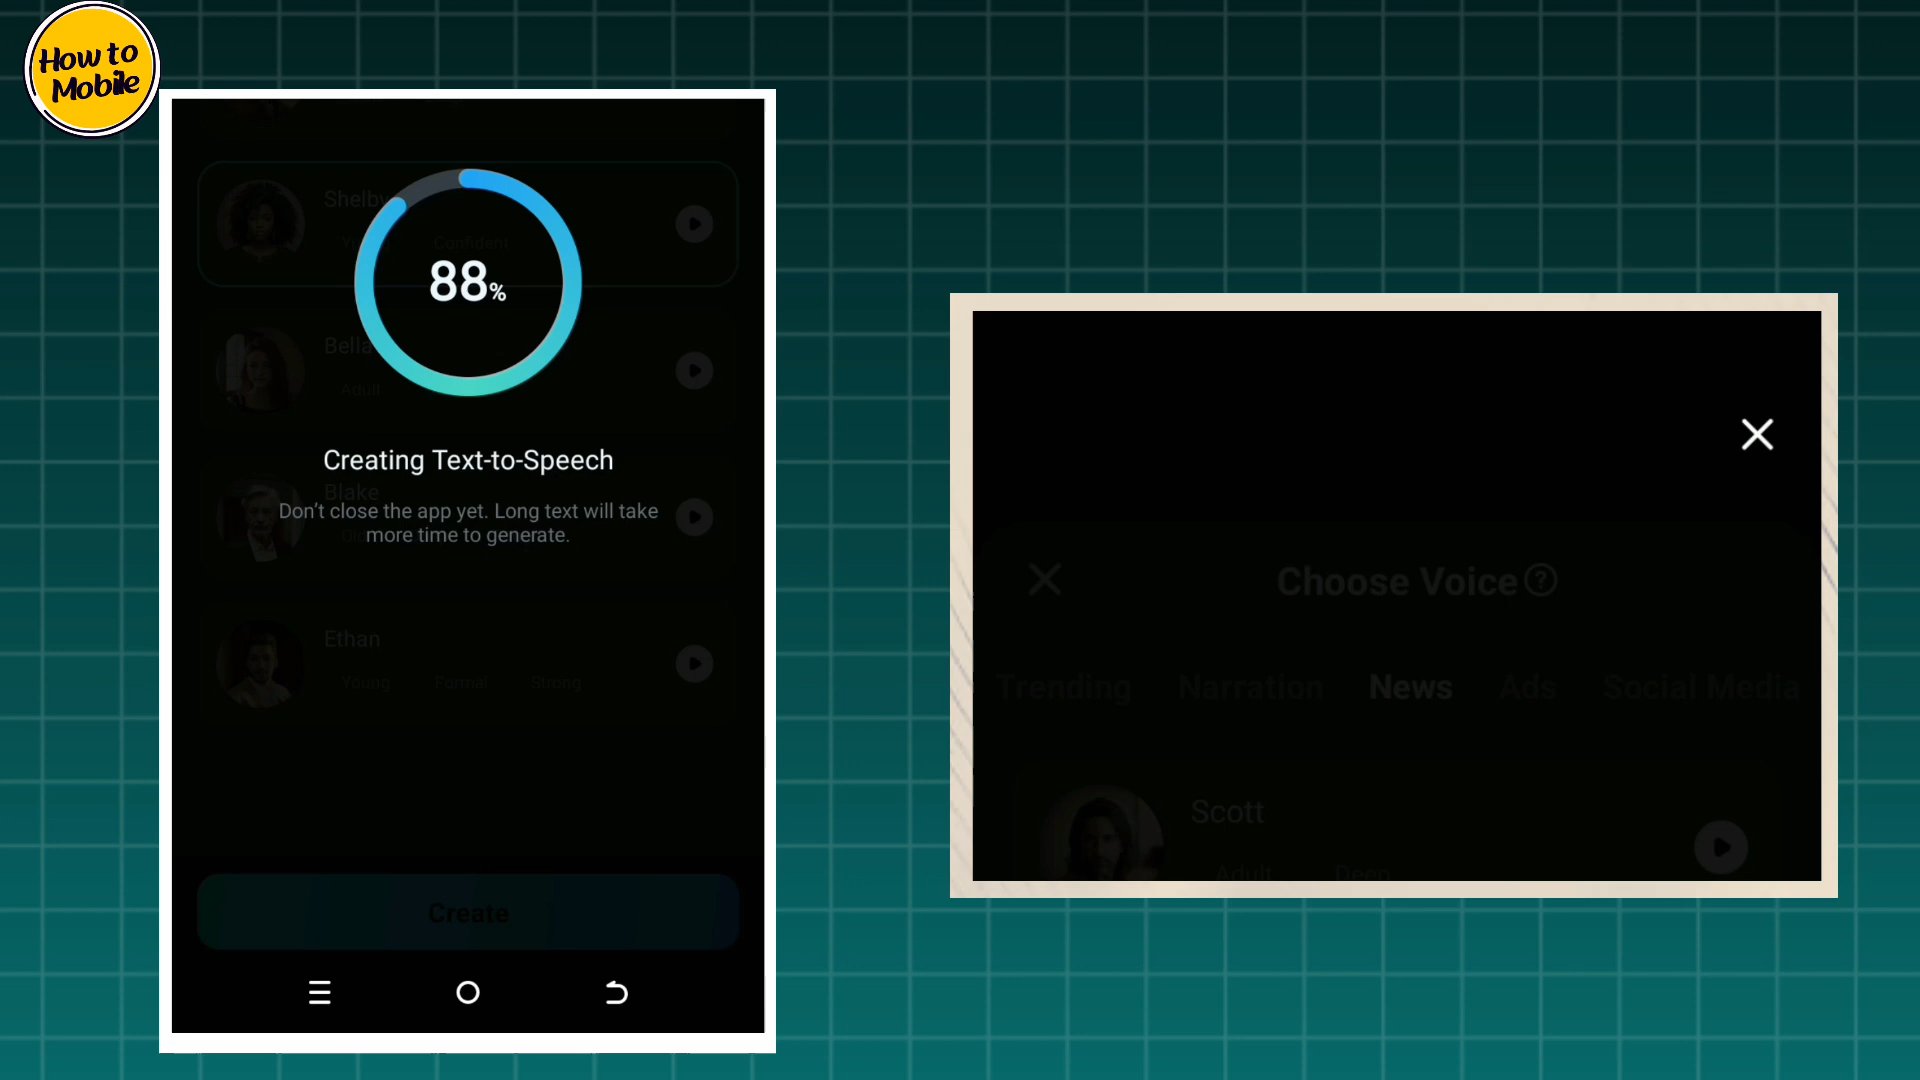 How to
Mobile
Shelby
Young Confident
88%
Bella
Adult
Creating Text-to-Speech
Blake
Don't close the app yet. Long text will take
more time to generate.
Ethan
Young Formal Strong
Create
Choose Voice ?
Trending Narration News Ads Social Media
Scott
Adult Deep